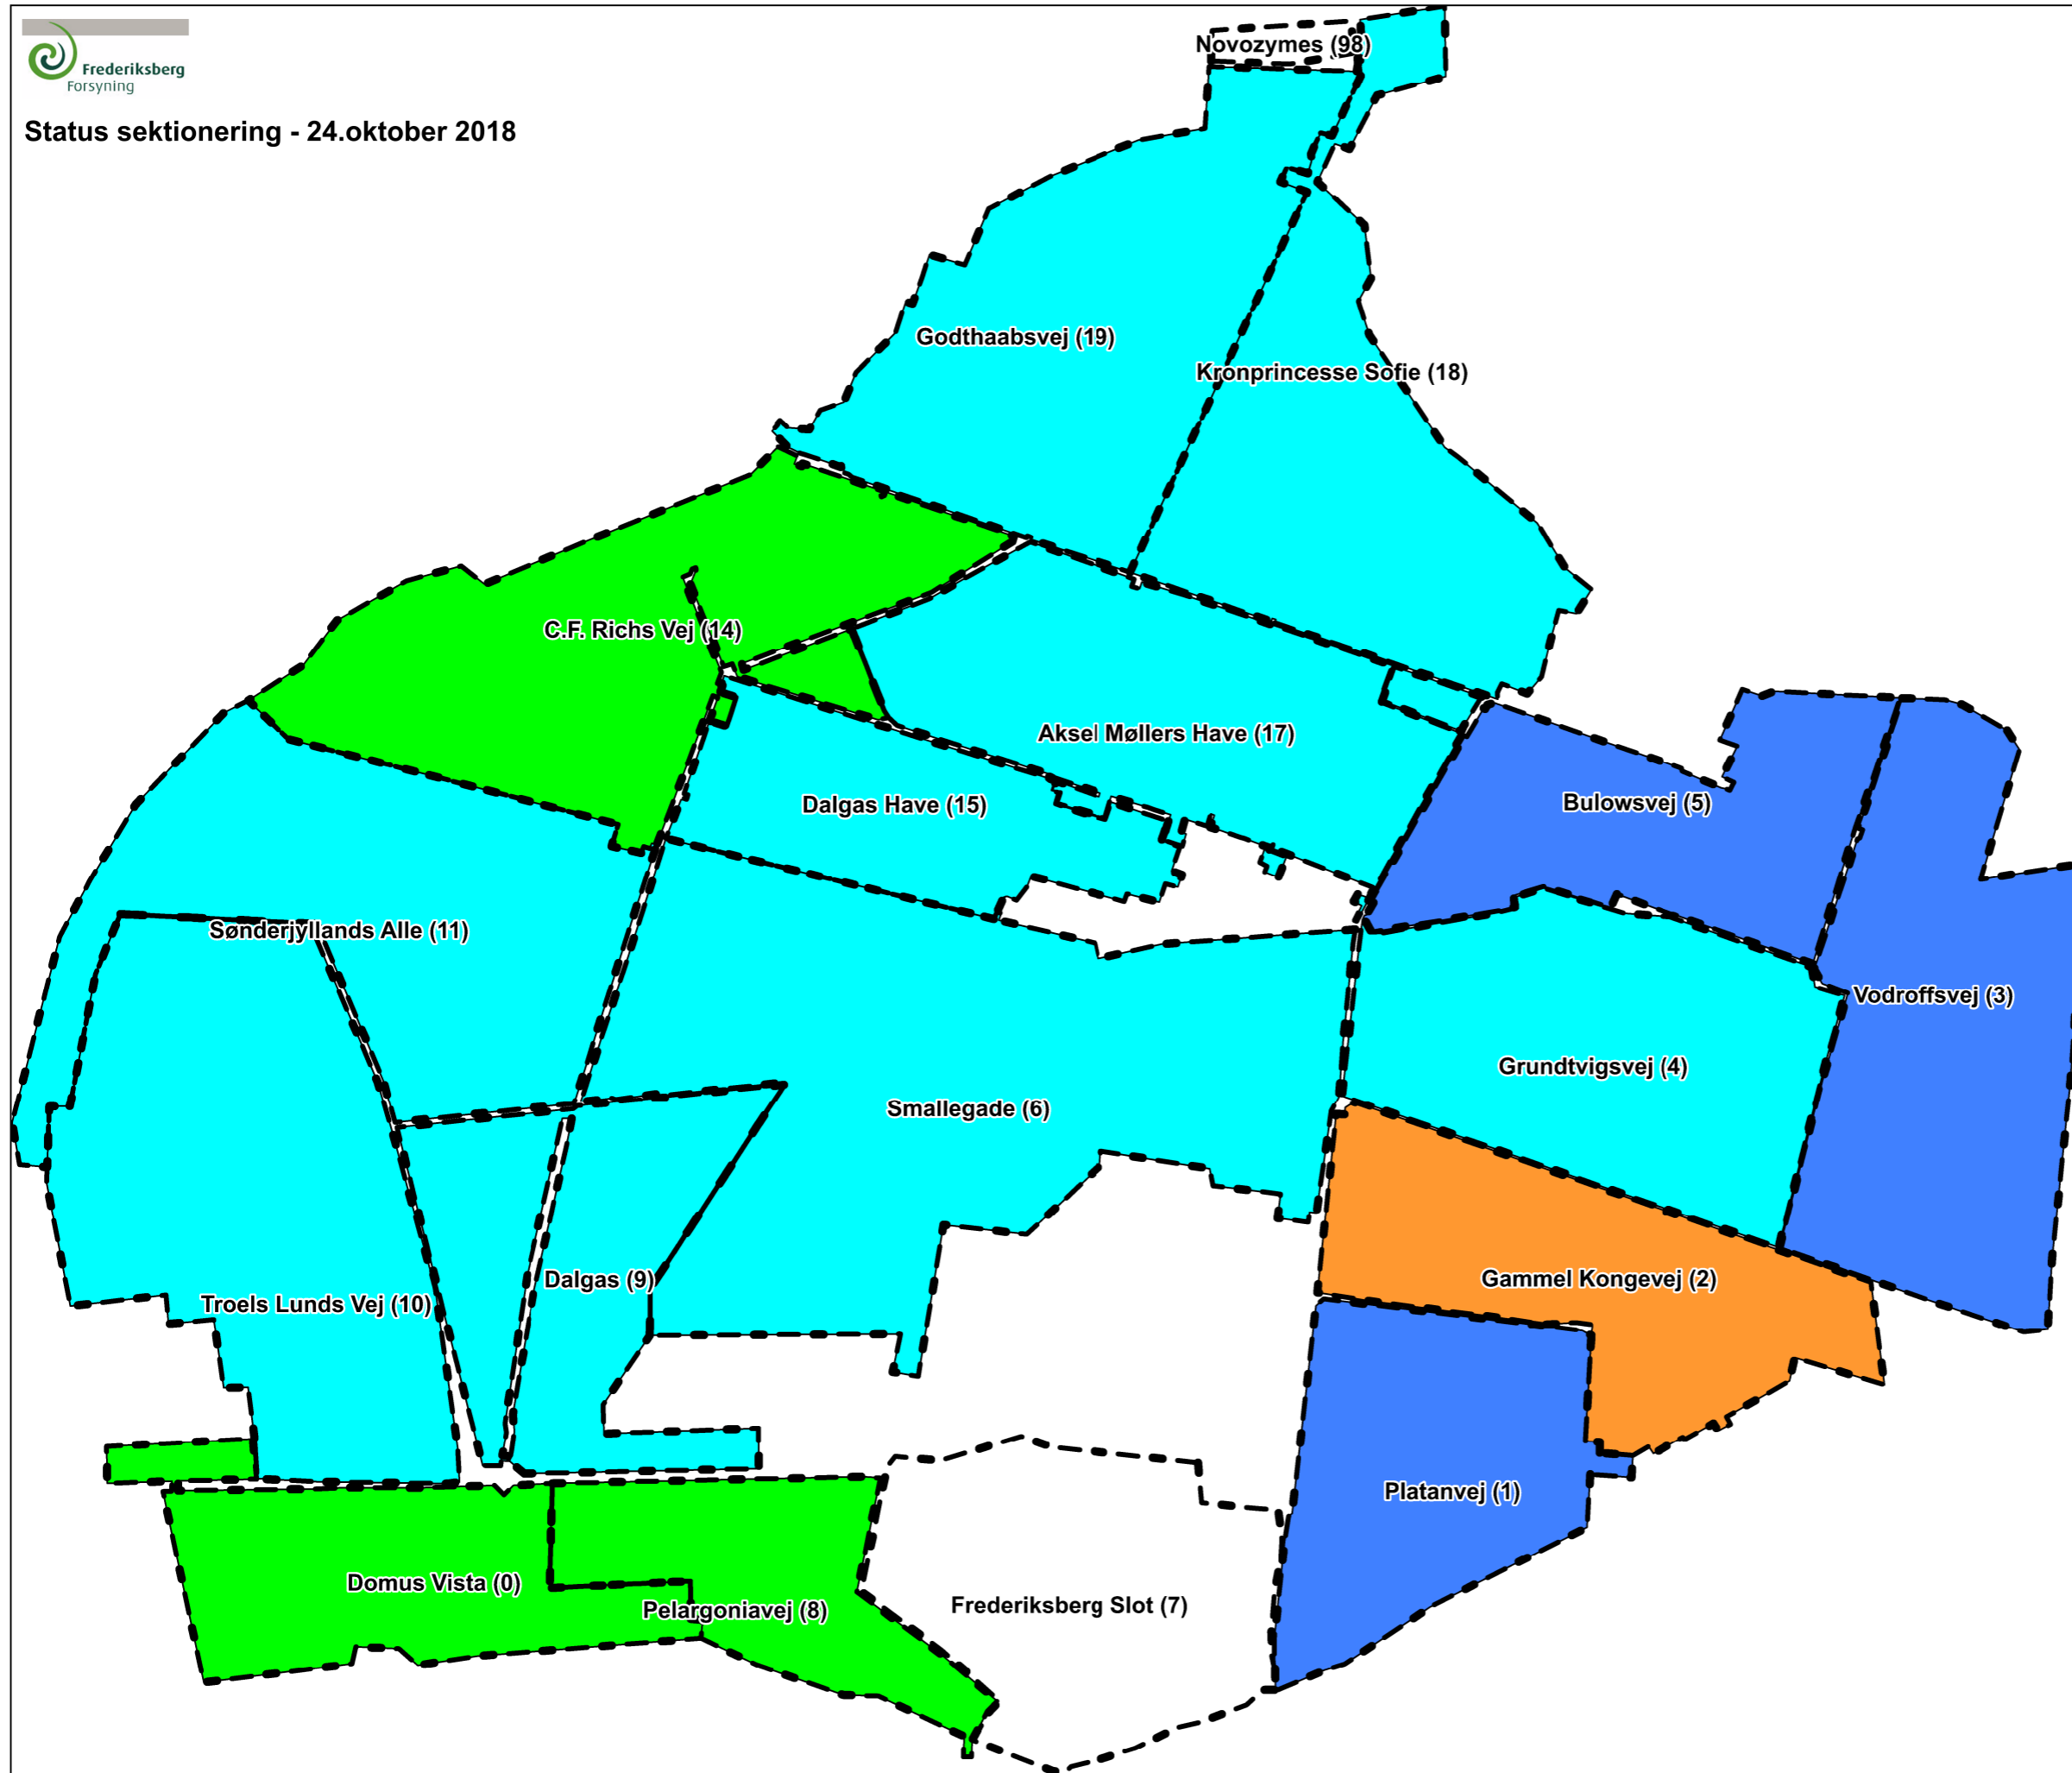 Frederiksberg
Forsyning
Status sektionering - 24.oktober 2018
Novozymes (98)
Godthaabsvej (19)
Kronprincesse Sofie (18)
C.F. Richs Vej (14)
Aksel Møllers Have (17)
Dalgas Have (15)
Bulowsvej (5)
Sønderjyllands Alle (11)
Vodroffsvej (3)
Grundtvigsvej (4)
Smallegade (6)
Dalgas (9)
Gammel Kongevej (2)
Troels Lunds Vej (10)
Platanvej (1)
Domus Vista (0)
Pelargoniavej (8)
Frederiksberg Slot (7)